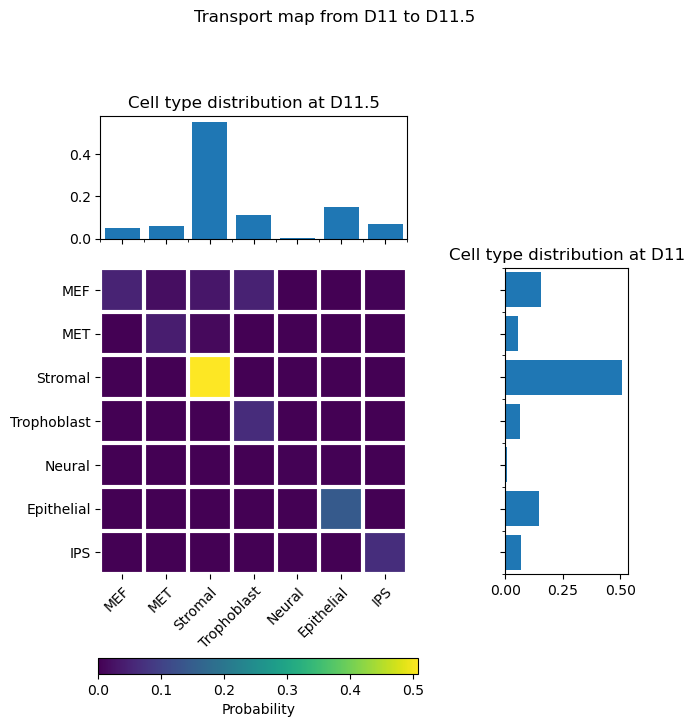 Transport map from D11 to D11.5
Cell type distribution at D11.5
0.4
0.2
0.0
Cell type distribution at D11
MEF
MET
Stromal
Trophoblast
Neural
Epithelial
IPS
0.00 0.25 0.50
MEF MET Stromal Trophoblast Neural Epithelial IPS
0.0 0.1 0.2 0.3 0.4 0.5
Probability